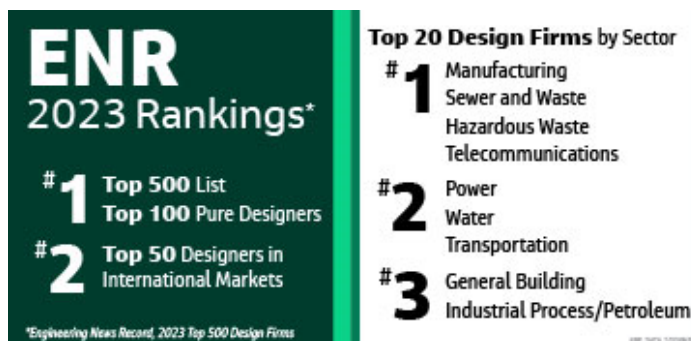 ENR
2023 Rankings*
#1 Top 500 List
Top 100 Pure Designers
#2 Top 50 Designers in
International Markets
*Engineering News Record, 2023 Top 500 Design Firms
Top 20 Design Firms by Sector
#1 Manufacturing
Sewer and Waste
Hazardous Waste
Telecommunications
#2 Power
Water
Transportation
#3 General Building
Industrial Process/Petroleum